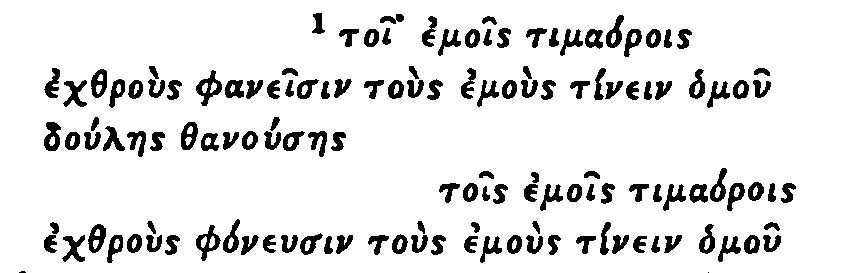 ¹ τοῖ ἐμοῖς τιμαόροις
ἐχθροὺς φανεῖσιν τοὺς ἐμοὺς τίνειν ὁμοῦ
δούλης θανούσης
τοῖς ἐμοῖς τιμαόροις
ἐχθροὺς φόνευσιν τοὺς ἐμοὺς τίνειν ὁμοῦ